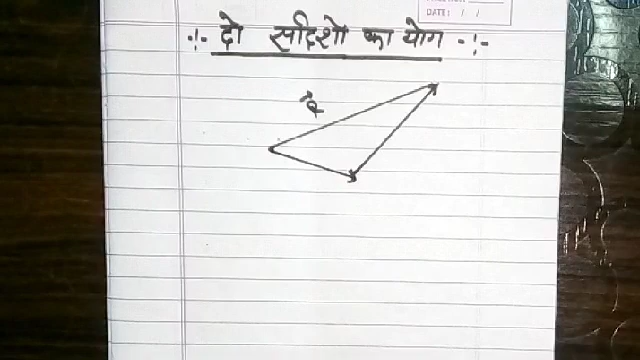 DATE: / /
-:- दो सदिशो का योग -:-